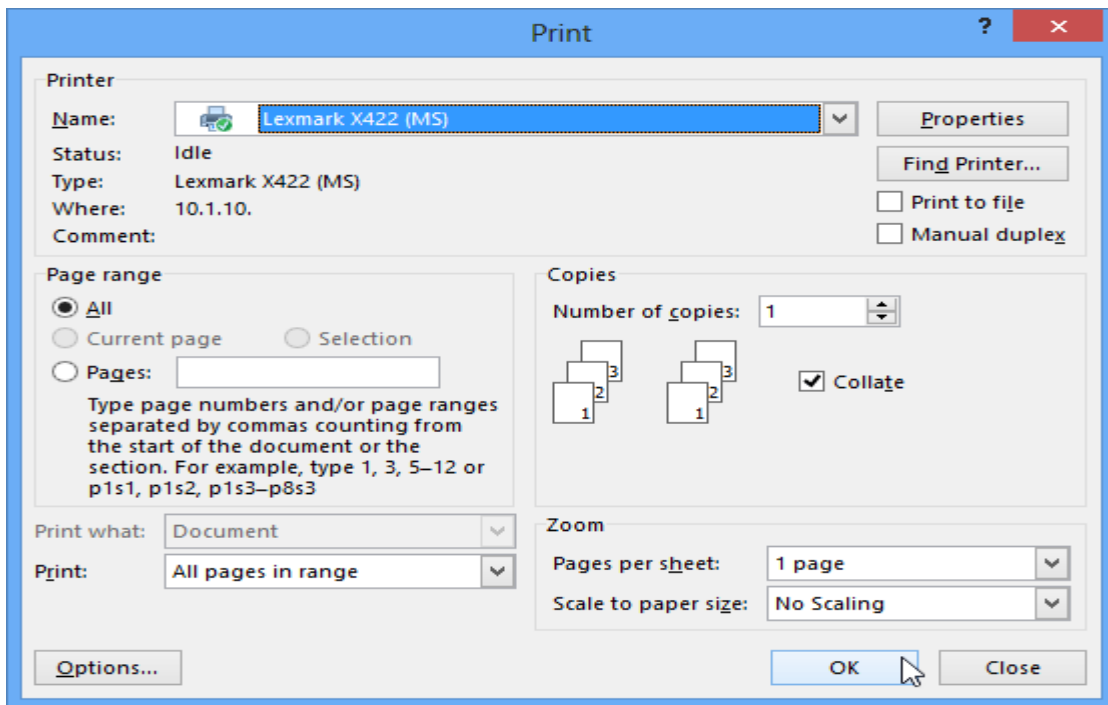 Print
?
Printer
Name: Lexmark X422 (MS)
Properties
Status: Idle
Find Printer...
Type: Lexmark X422 (MS)
Where: 10.1.10.
Print to file
Comment:
Manual duplex
Page range
All
Current page Selection
Pages:
Type page numbers and/or page ranges
separated by commas counting from
the start of the document or the
section. For example, type 1, 3, 5–12 or
p1s1, p1s2, p1s3–p8s3
Copies
Number of copies: 1
3 3
2 2
1 1
Collate
Print what: Document
Print: All pages in range
Zoom
Pages per sheet: 1 page
Scale to paper size: No Scaling
Options...
OK
Close